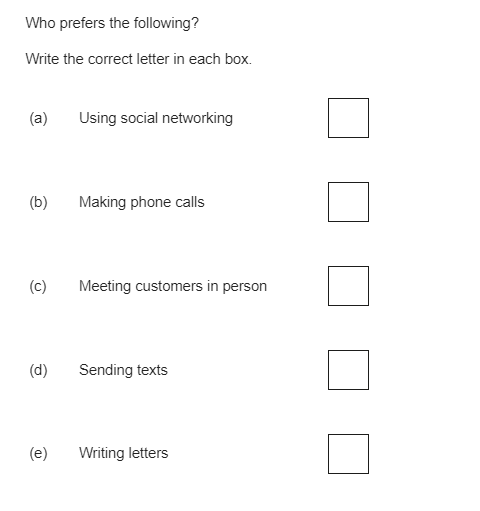 Who prefers the following?
Write the correct letter in each box.
(a) Using social networking
(b) Making phone calls
(c) Meeting customers in person
(d) Sending texts
(e) Writing letters